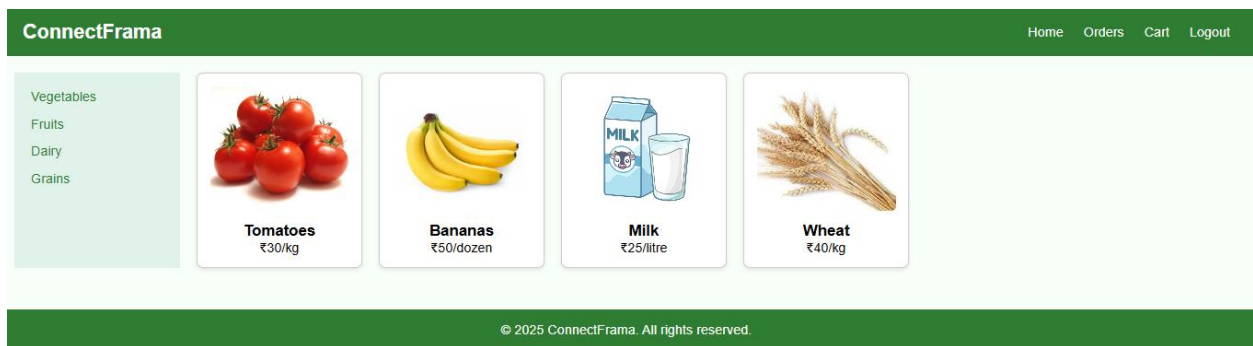 ConnectFrama
Home Orders Cart Logout
Vegetables
Fruits
Dairy
Grains
Tomatoes
₹30/kg
Bananas
₹50/dozen
MILK
Milk
₹25/litre
Wheat
₹40/kg
© 2025 ConnectFrama. All rights reserved.